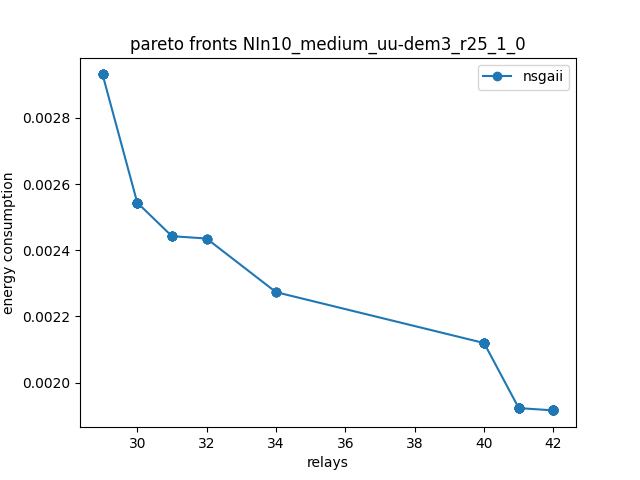 pareto fronts NIn10_medium_uu-dem3_r25_1_0
nsgaii
0.0028
0.0026
0.0024
0.0022
0.0020
energy consumption
30 32 34 36 38 40 42
relays